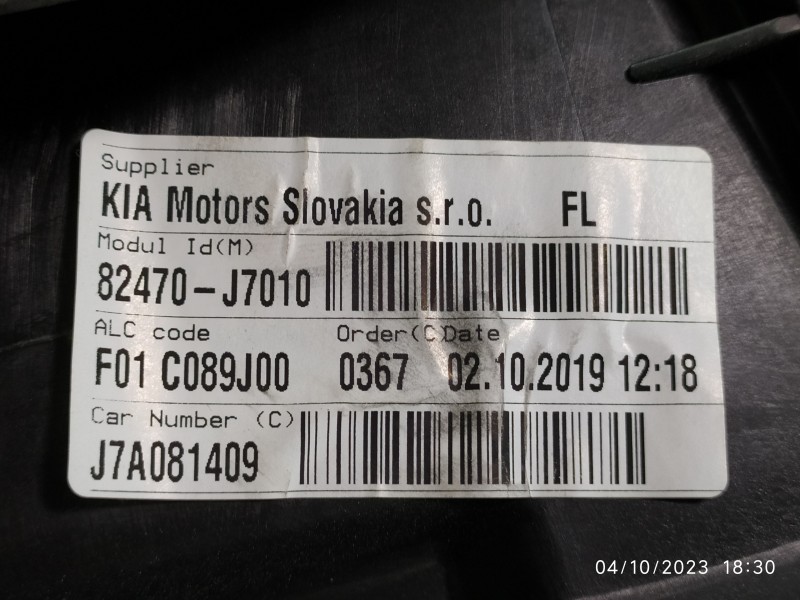 Supplier
KIA Motors Slovakia s.r.o. FL
Modul Id(M)
82470-J7010
ALC code Order(C)Date
F01 C089J00 0367 02.10.2019 12:18
Car Number (C)
J7A081409
04/10/2023 18:30